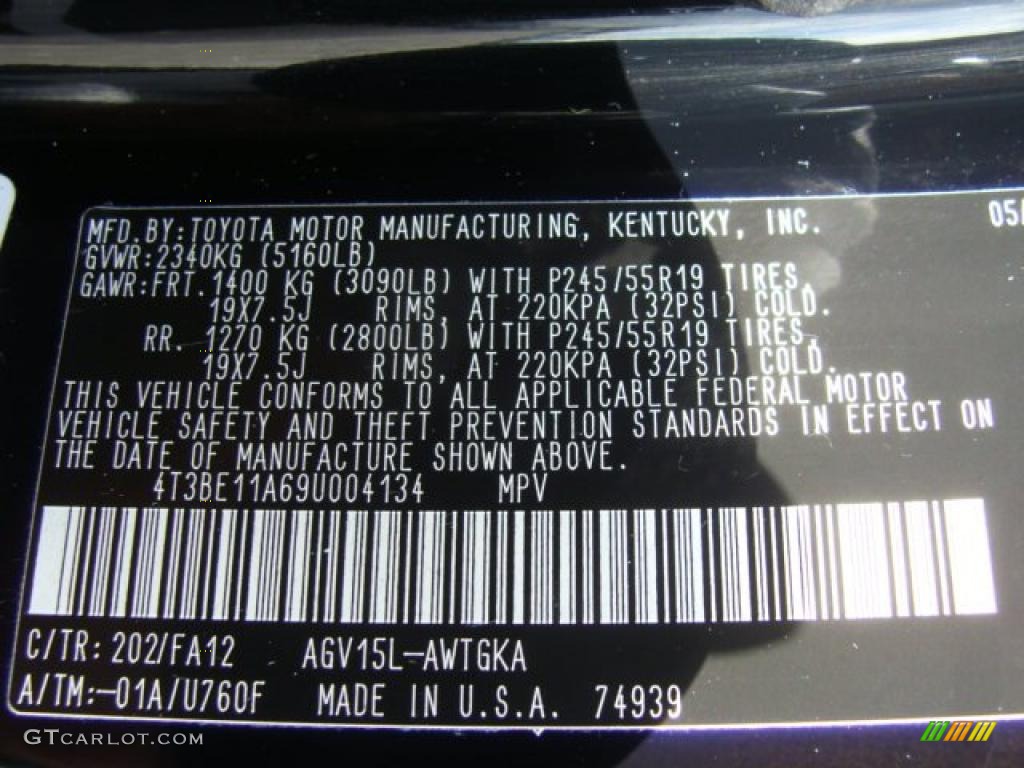 MFD.BY:TOYOTA MOTOR MANUFACTURING, KENTUCKY, INC. 05/
GVWR:2340KG (5160LB)
GAWR:FRT.1400 KG (3090LB) WITH P245/55R19 TIRES,
19X7.5J RIMS, AT 220KPA (32PSI) COLD.
RR. 1270 KG (2800LB) WITH P245/55R19 TIRES,
19X7.5J RIMS, AT 220KPA (32PSI) COLD.
THIS VEHICLE CONFORMS TO ALL APPLICABLE FEDERAL MOTOR
VEHICLE SAFETY AND THEFT PREVENTION STANDARDS IN EFFECT ON
THE DATE OF MANUFACTURE SHOWN ABOVE.
4T3BE11A69U004134 MPV
C/TR: 202/FA12 AGV15L-AWTGKA
A/TM:-01A/U760F MADE IN U.S.A. 74939
GTCARLOT.COM